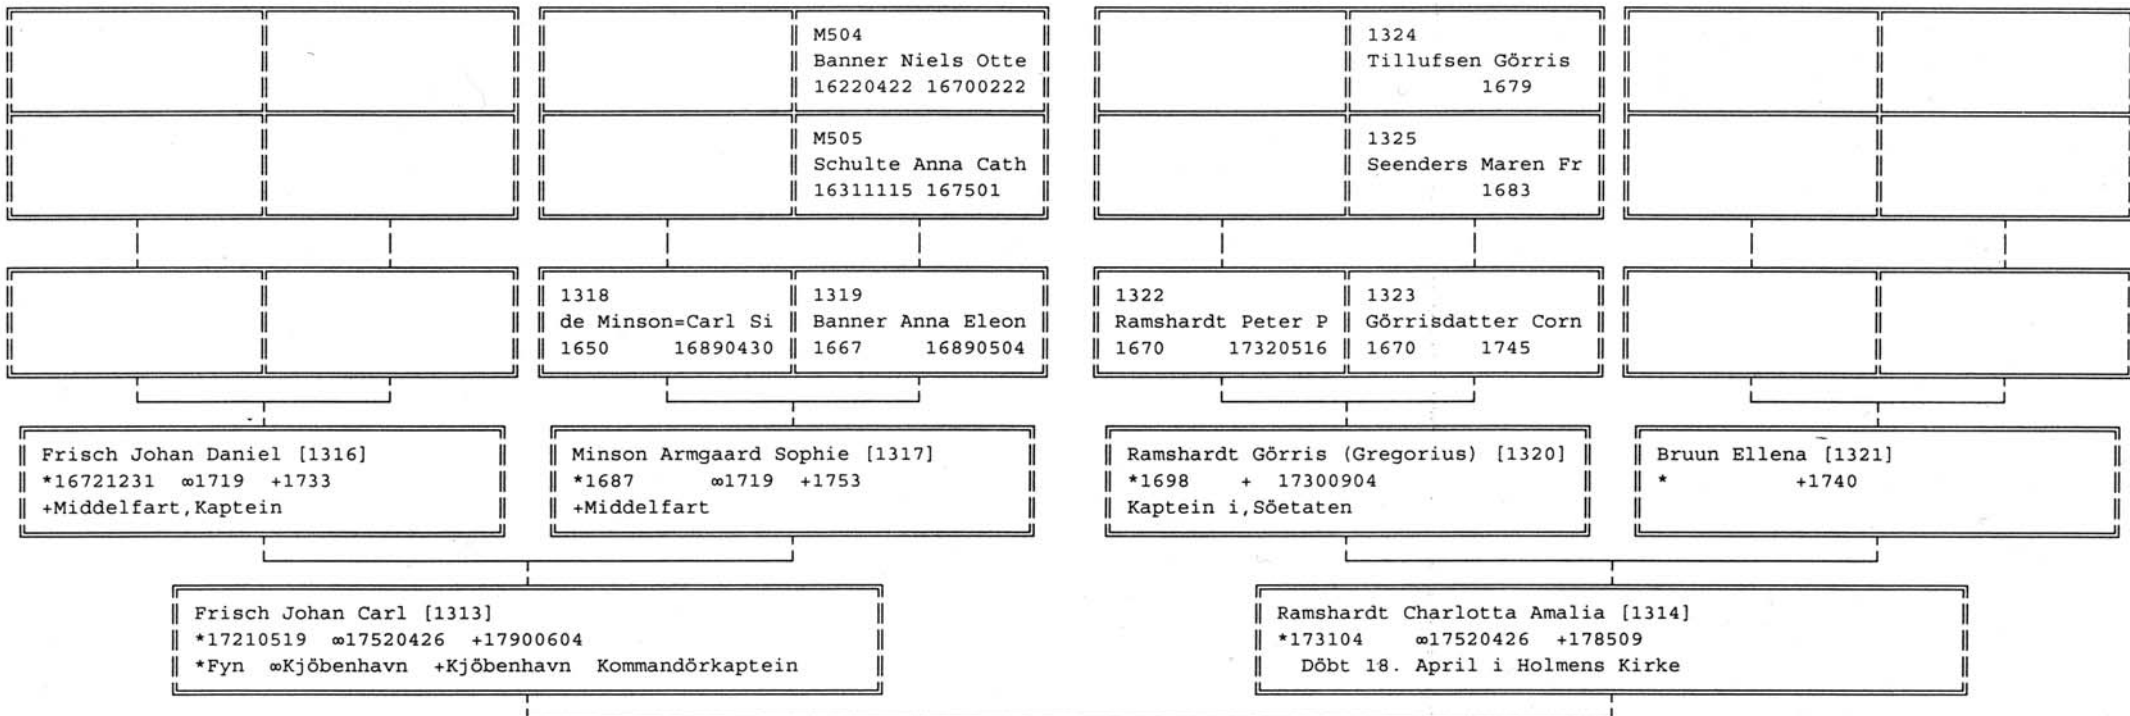 M504
Banner Niels Otte
16220422 16700222
1324
Tillufsen Görris
1679
M505
Schulte Anna Cath
16311115 167501
1325
Seenders Maren Fr
1683
1318
de Minson=Carl Si
1650 16890430
1319
Banner Anna Eleon
1667 16890504
1322
Ramshardt Peter P
1670 17320516
1323
Görrisdatter Corn
1670 1745
Frisch Johan Daniel [1316]
*16721231 ∞1719 +1733
+Middelfart,Kaptein
Minson Armgaard Sophie [1317]
*1687 ∞1719 +1753
+Middelfart
Ramshardt Görris (Gregorius) [1320]
*1698 + 17300904
Kaptein i,Söetaten
Bruun Ellena [1321]
* +1740
Frisch Johan Carl [1313]
*17210519 ∞17520426 +17900604
*Fyn ∞Kjöbenhavn +Kjöbenhavn Kommandörkaptein
Ramshardt Charlotta Amalia [1314]
*173104 ∞17520426 +178509
Döbt 18. April i Holmens Kirke